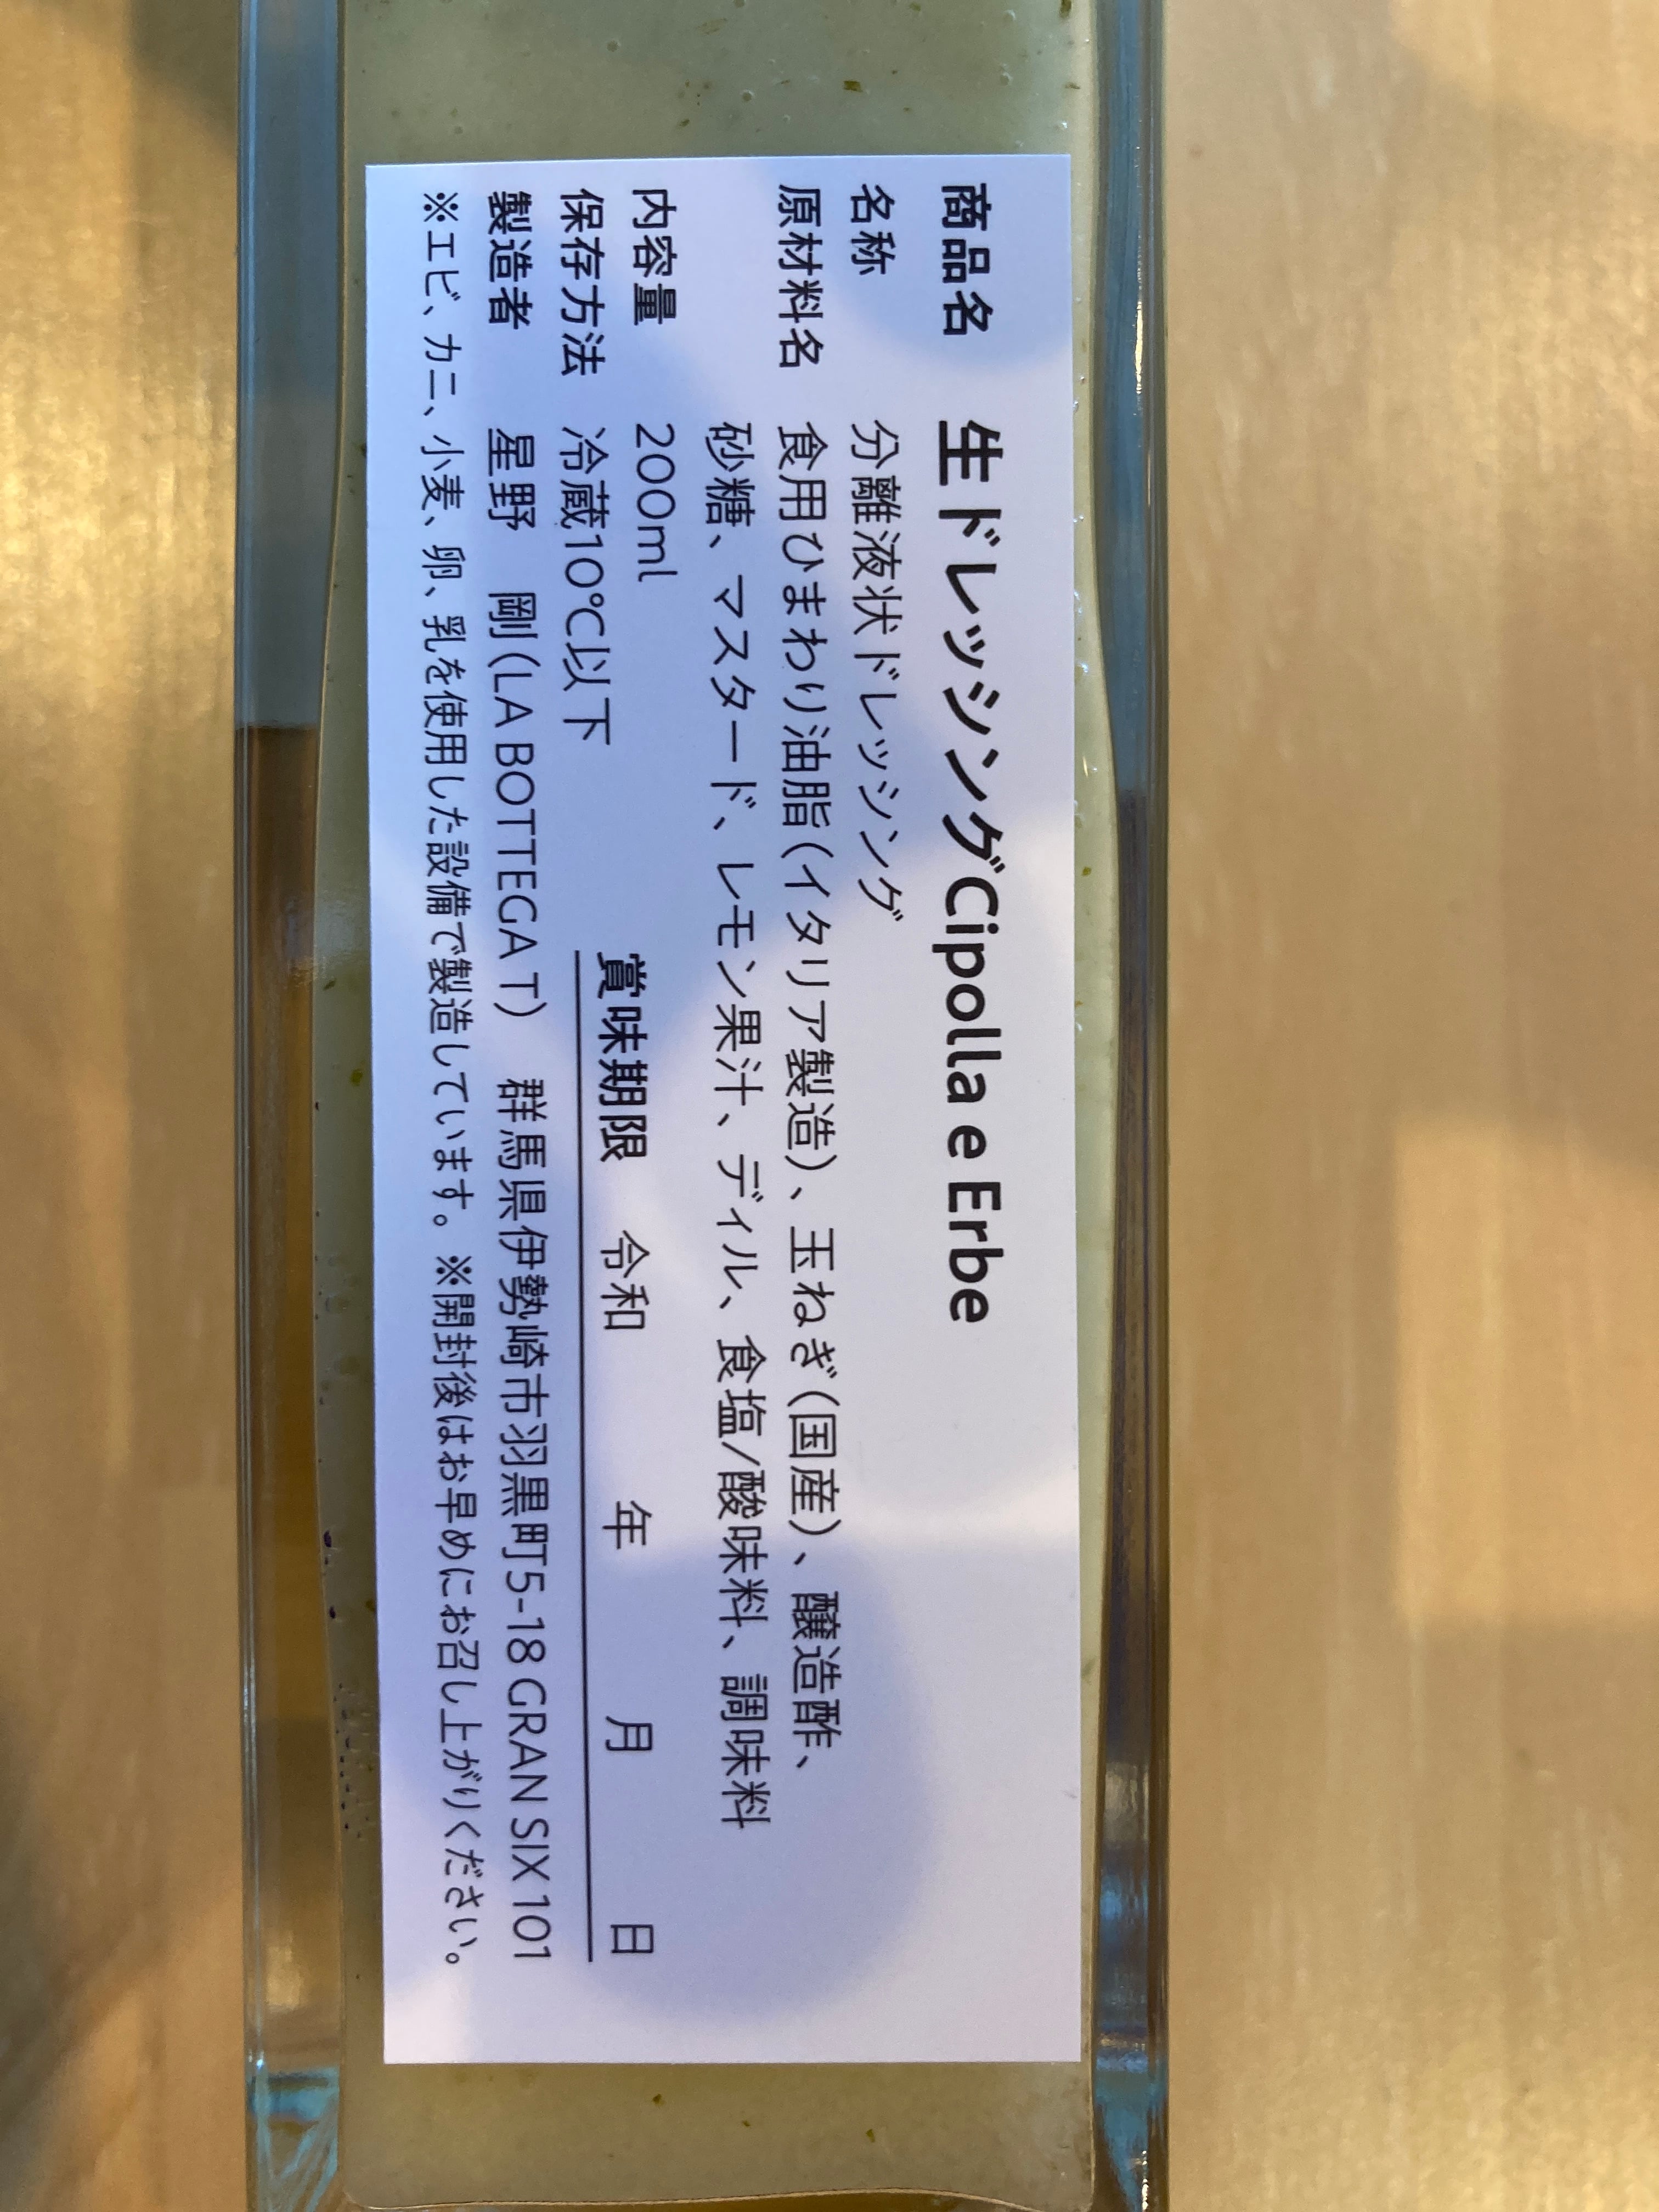 商品名 生ドレッシングCipolla e Erbe
名称 分離液状ドレッシング
原材料名 食用ひまわり油脂（イタリア製造）、玉ねぎ（国産）、醸造酢、
砂糖、マスタード、レモン果汁、ディル、食塩/酸味料、調味料
内容量 200ml
賞味期限 令和 年 月 日
保存方法 冷蔵10℃以下
製造者 星野 剛（LA BOTTEGA T） 群馬県伊勢崎市羽黒町5-18 GRAN SIX 101
※エビ、カニ、小麦、卵、乳を使用した設備で製造しています。※開封後はお早めにお召し上がりください。